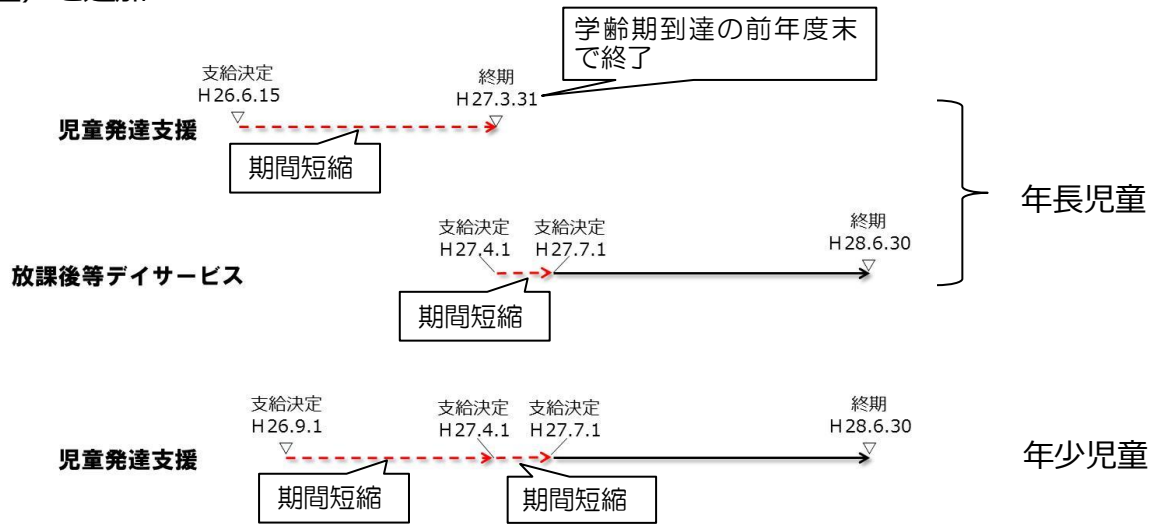 を追加
学齢期到達の前年度末
で終了
支給決定
H26.6.15
▽
終期
H27.3.31
▽
児童発達支援
期間短縮
年長児童
支給決定
H27.4.1
支給決定
H27.7.1
終期
H28.6.30
▽
放課後等デイサービス
期間短縮
支給決定
H26.9.1
▽
支給決定
H27.4.1
支給決定
H27.7.1
終期
H28.6.30
▽
児童発達支援
年少児童
期間短縮
期間短縮